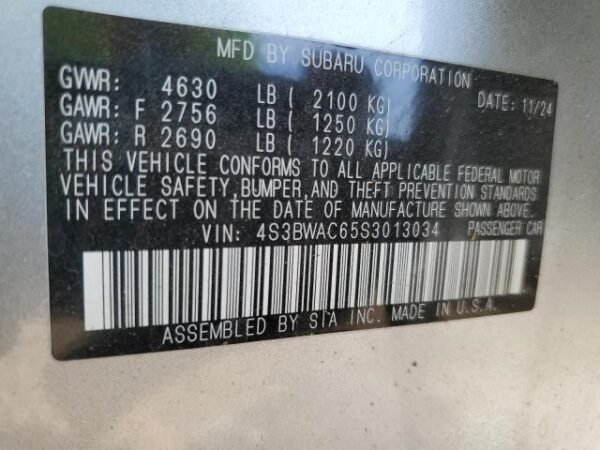 MFD BY SUBARU CORPORATION
GVWR: 4630 LB ( 2100 KG) DATE: 11/24
GAWR: F 2756 LB ( 1250 KG)
GAWR: R 2690 LB ( 1220 KG)
THIS VEHICLE CONFORMS TO ALL APPLICABLE FEDERAL MOTOR
VEHICLE SAFETY, BUMPER, AND THEFT PREVENTION STANDARDS
IN EFFECT ON THE DATE OF MANUFACTURE SHOWN ABOVE.
VIN: 4S3BWAC65S3013034 PASSENGER CAR
ASSEMBLED BY SIA INC. MADE IN U.S.A.